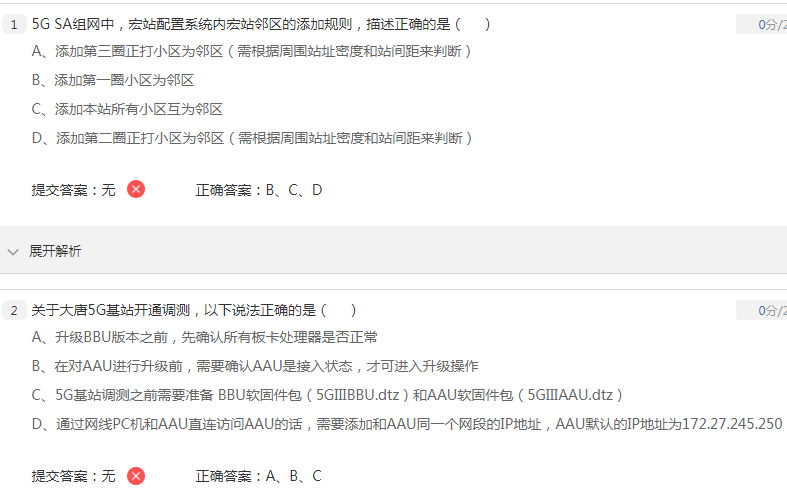 1 5G SA组网中，宏站配置系统内宏站邻区的添加规则，描述正确的是（ ） 0分/2
A、添加第三圈正打小区为邻区（需根据周围站址密度和站间距来判断）
B、添加第一圈小区为邻区
C、添加本站所有小区互为邻区
D、添加第二圈正打小区为邻区（需根据周围站址密度和站间距来判断）
提交答案：无 正确答案：B、C、D
展开解析
2 关于大唐5G基站开通调测，以下说法正确的是（ ） 0分/2
A、升级BBU版本之前，先确认所有板卡处理器是否正常
B、在对AAU进行升级前，需要确认AAU是接入状态，才可进入升级操作
C、5G基站调测之前需要准备 BBU软固件包（5GIIIBBU.dtz）和AAU软固件包（5GIIIAAU.dtz）
D、通过网线PC机和AAU直连访问AAU的话，需要添加和AAU同一个网段的IP地址，AAU默认的IP地址为172.27.245.250
提交答案：无 正确答案：A、B、C